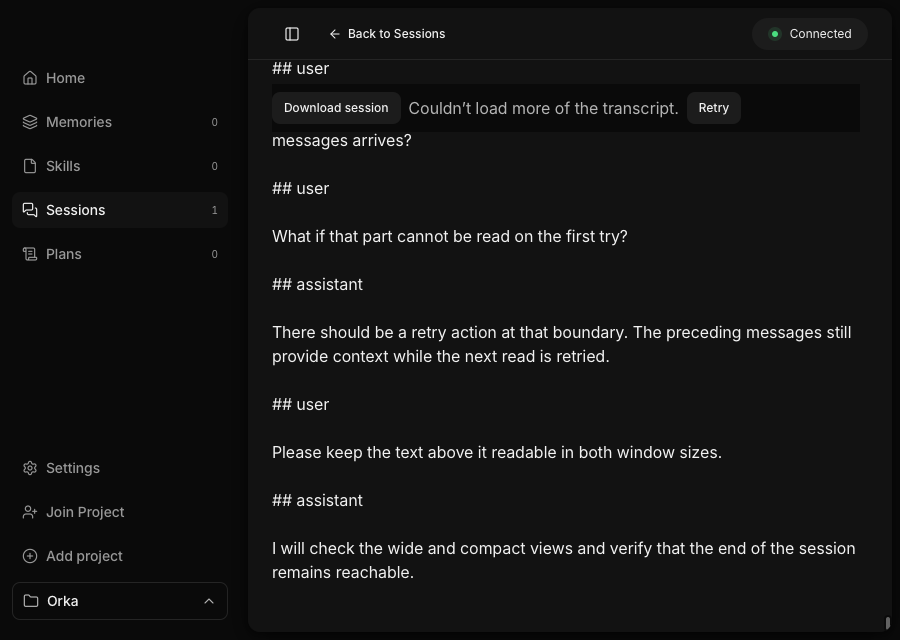 Back to Sessions
Connected
Home
Memories 0
Skills 0
Sessions 1
Plans 0
Settings
Join Project
Add project
Orka
## user
Download session Couldn’t load more of the transcript. Retry
messages arrives?
## user
What if that part cannot be read on the first try?
## assistant
There should be a retry action at that boundary. The preceding messages still
provide context while the next read is retried.
## user
Please keep the text above it readable in both window sizes.
## assistant
I will check the wide and compact views and verify that the end of the session
remains reachable.